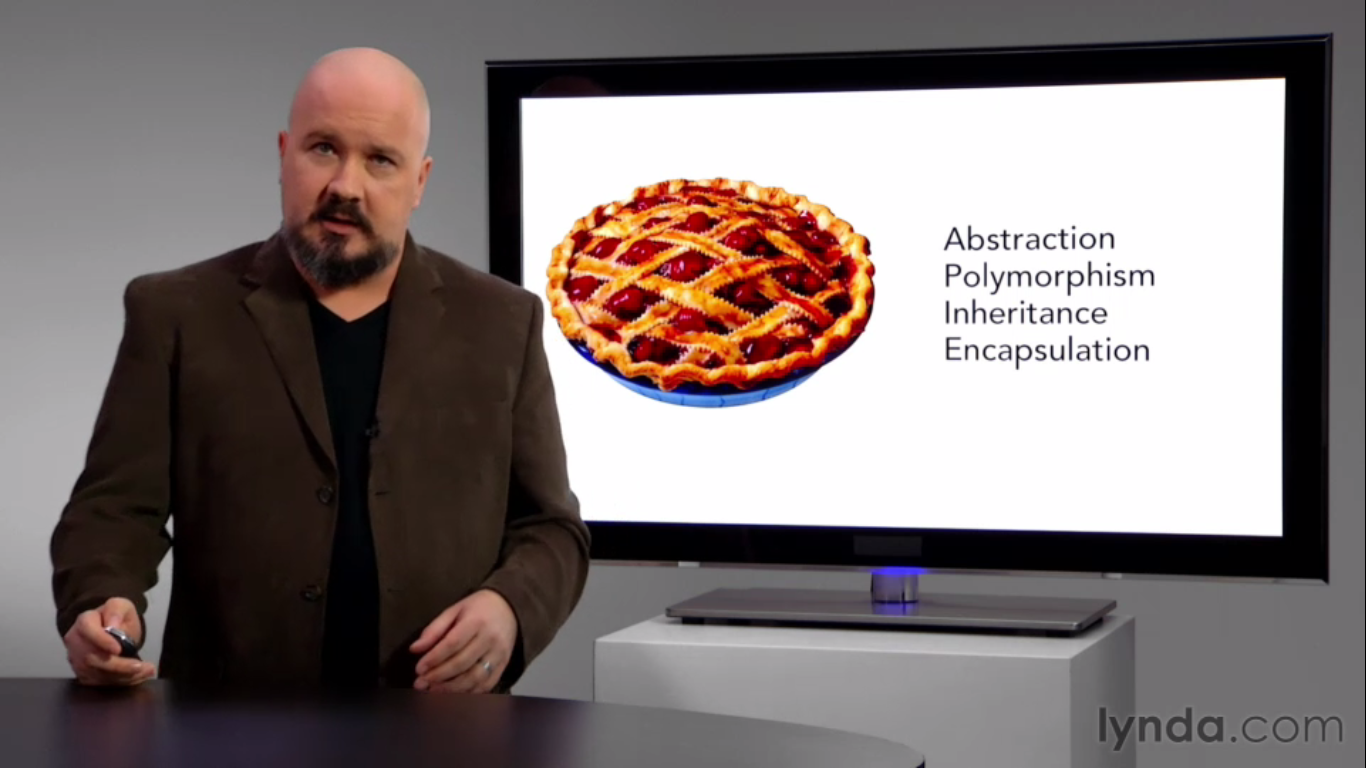 Abstraction
Polymorphism
Inheritance
Encapsulation
lynda.com